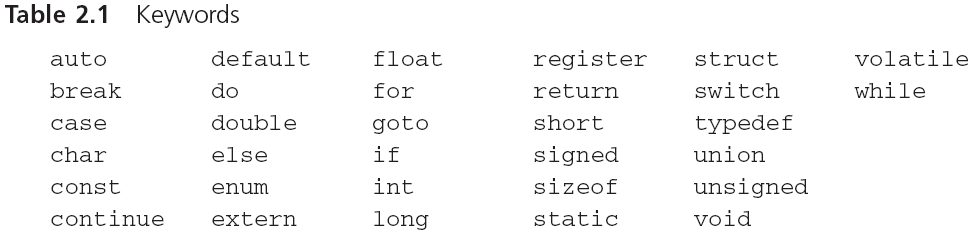 Table 2.1 Keywords
auto default float register struct volatile
break do for return switch while
case double goto short typedef
char else if signed union
const enum int sizeof unsigned
continue extern long static void